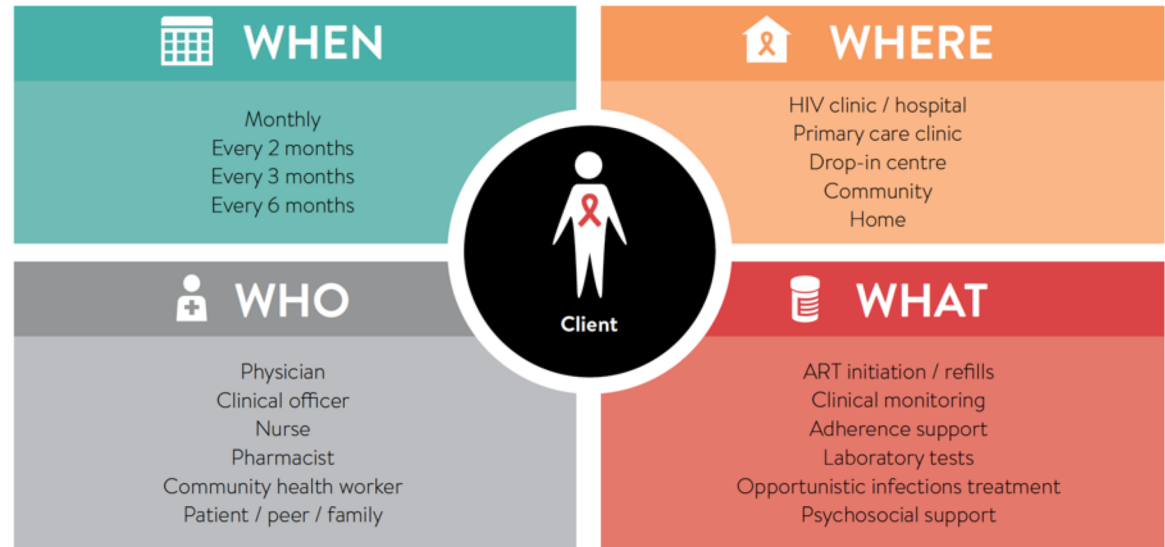 WHEN
Monthly
Every 2 months
Every 3 months
Every 6 months
WHERE
HIV clinic / hospital
Primary care clinic
Drop-in centre
Community
Home
Client
WHO
Physician
Clinical officer
Nurse
Pharmacist
Community health worker
Patient / peer / family
WHAT
ART initiation / refills
Clinical monitoring
Adherence support
Laboratory tests
Opportunistic infections treatment
Psychosocial support